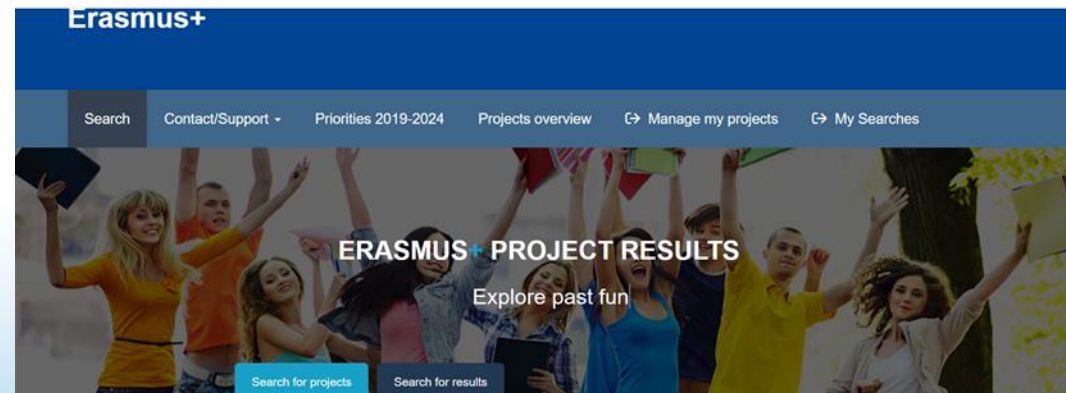 Erasmus+
Search Contact/Support Priorities 2019-2024 Projects overview Manage my projects My Searches
ERASMUS+ PROJECT RESULTS
Explore past fun
Search for projects Search for results